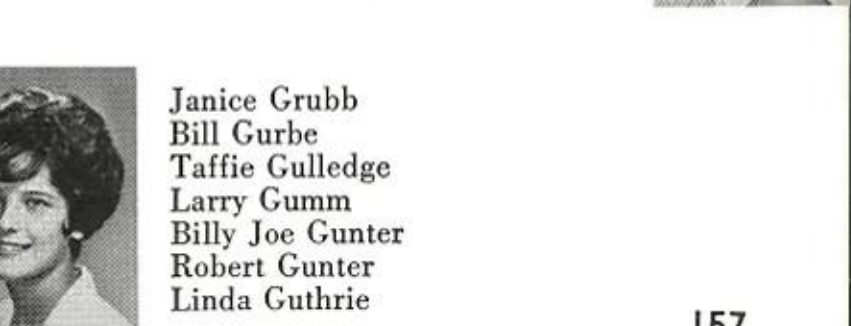 Janice Grubb
Bill Gurbe
Taffie Gulledge
Larry Gumm
Billy Joe Gunter
Robert Gunter
Linda Guthrie
157